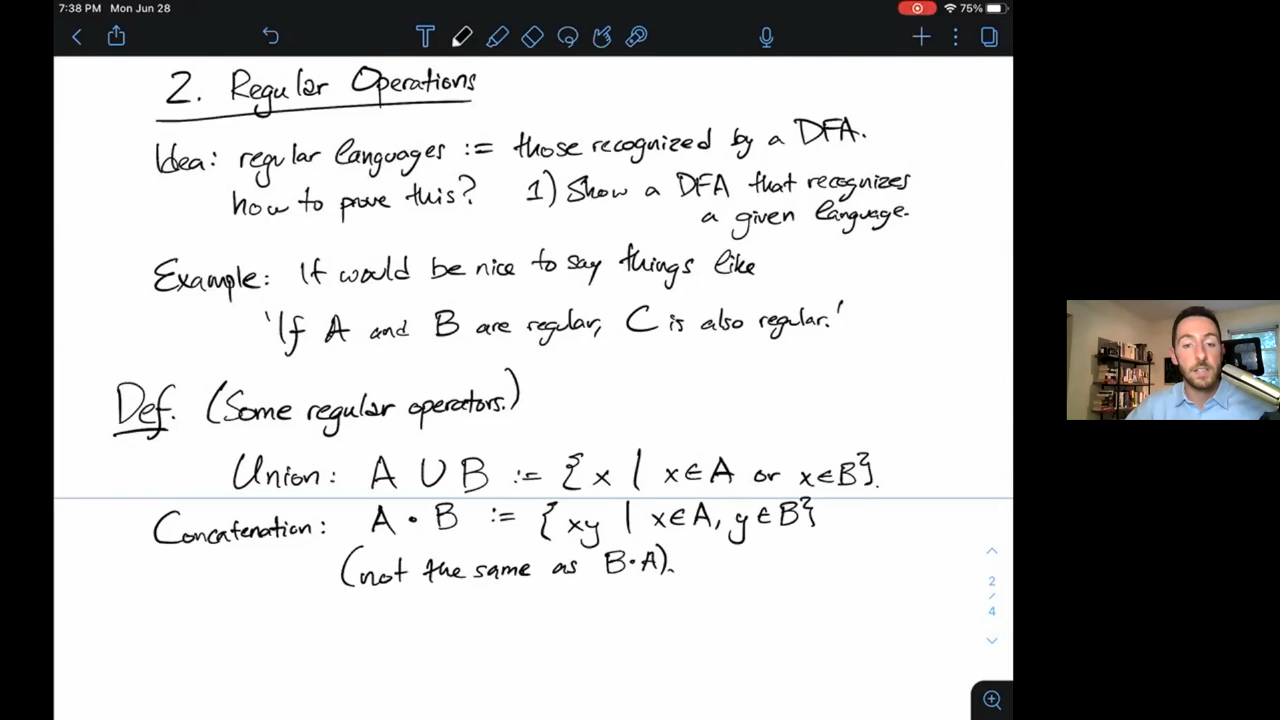 7:38 PM Mon Jun 28
75%
2. Regular Operations
Idea: regular languages := those recognized by a DFA.
how to prove this? 1) Show a DFA that recognizes
a given language.
Example: It would be nice to say things like
'If A and B are regular, C is also regular.'
Def. (Some regular operators.)
Union: A ∪ B := {x | x∈A or x∈B}.
Concatenation: A · B := {xy | x∈A, y∈B}
(not the same as B·A).
2
/
4